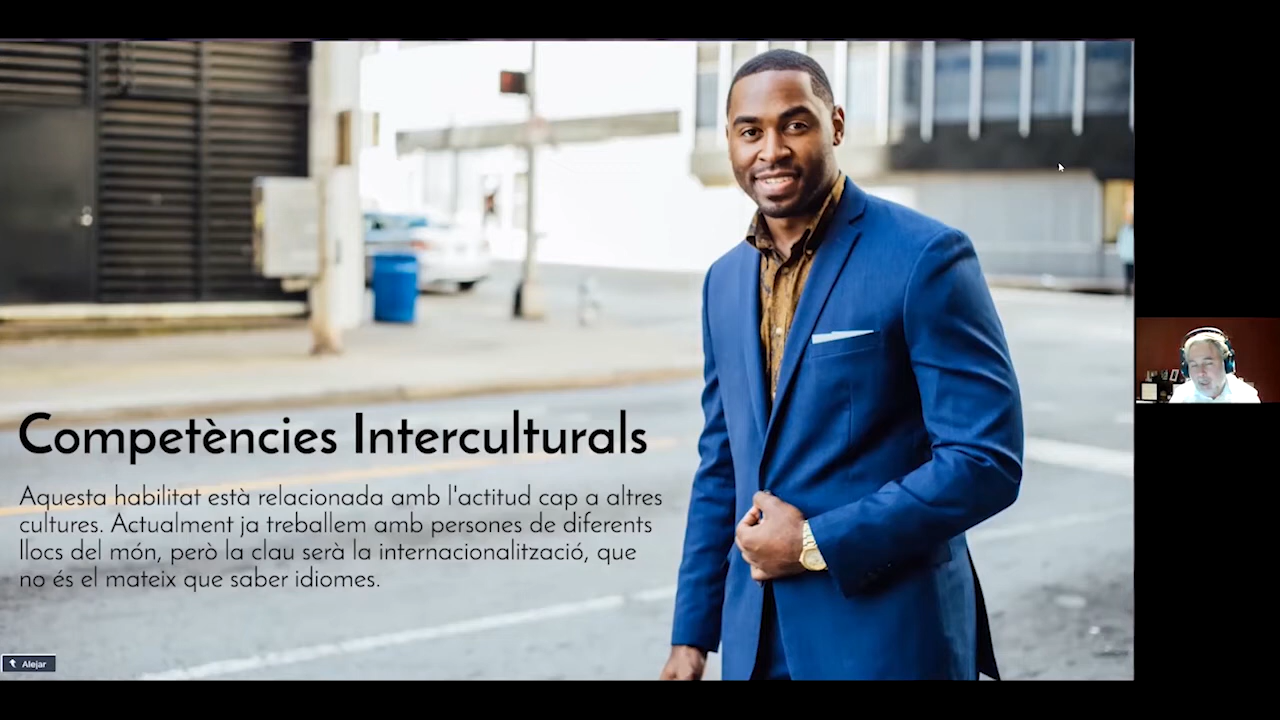 Competències Interculturals
Aquesta habilitat està relacionada amb l'actitud cap a altres
cultures. Actualment ja treballem amb persones de diferents
llocs del món, però la clau serà la internacionalització, que
no és el mateix que saber idiomes.
Alejar